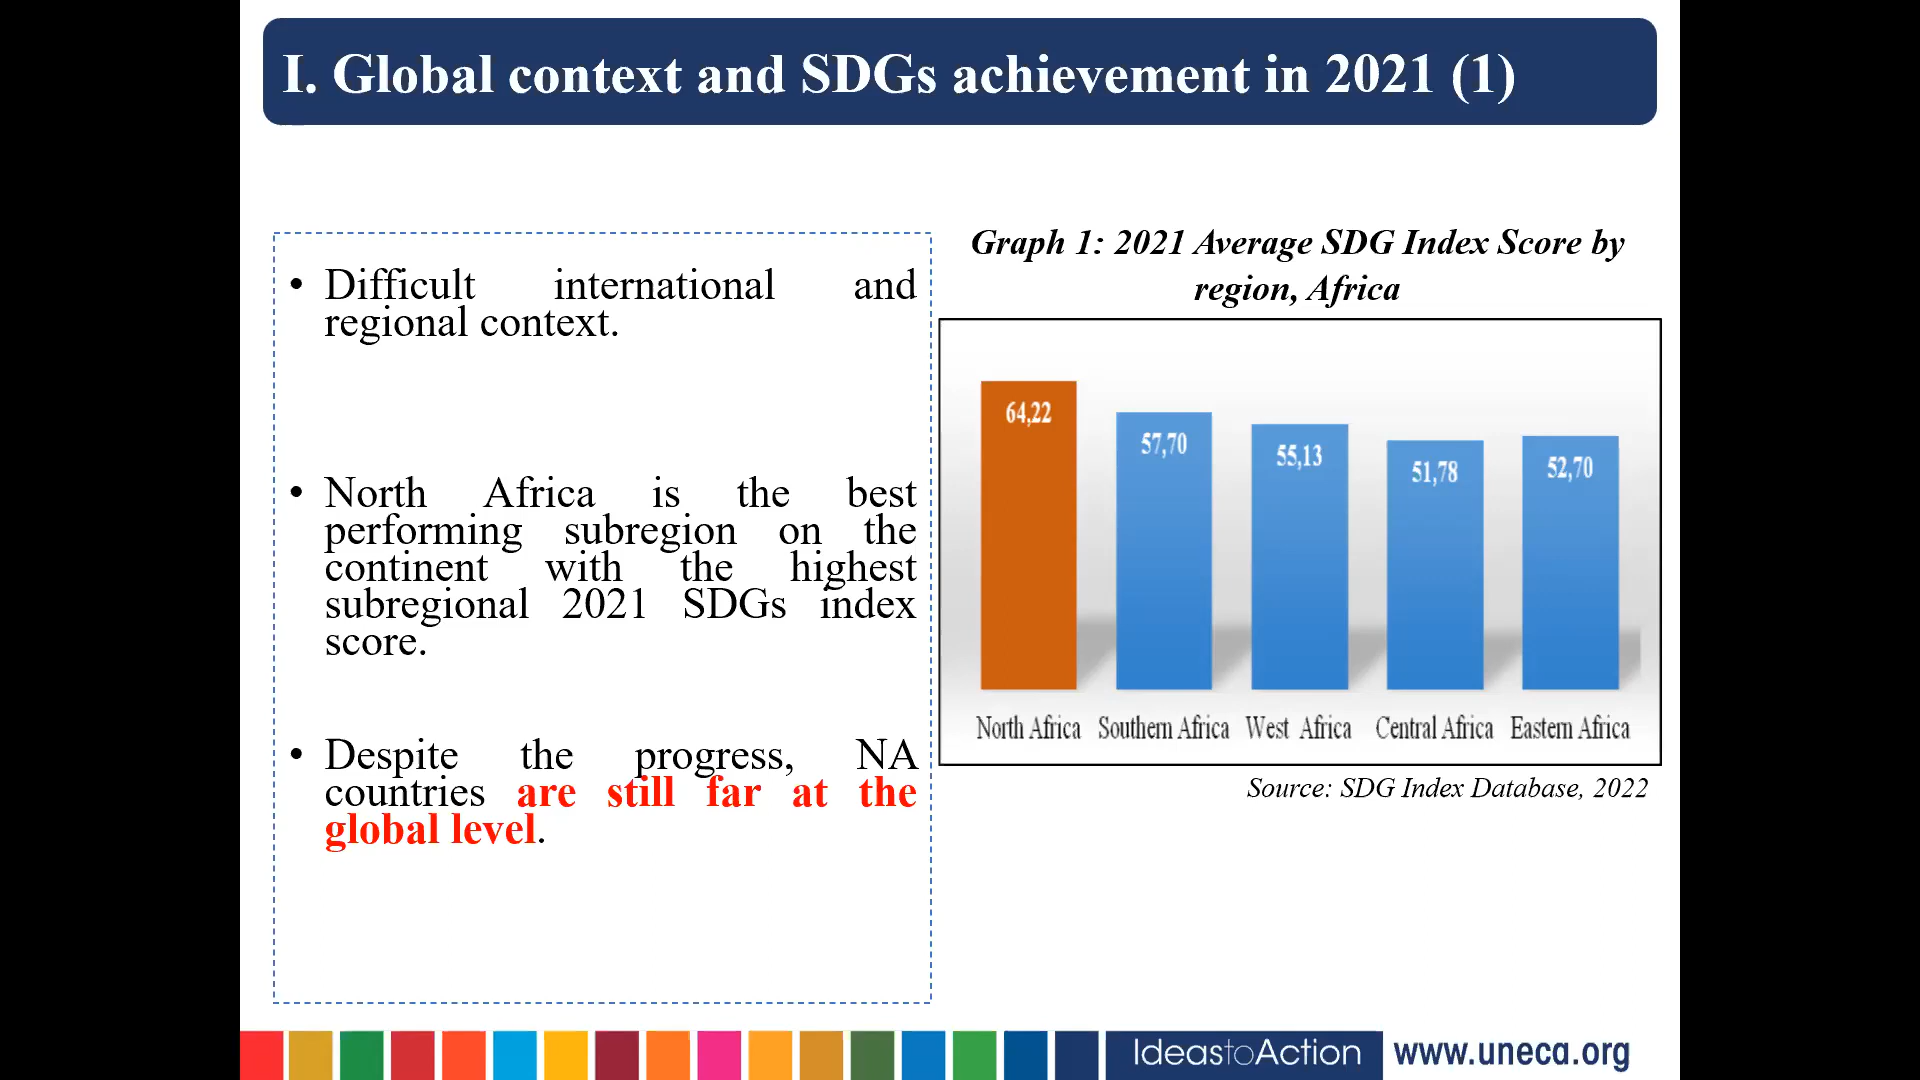 I. Global context and SDGs achievement in 2021 (1)
• Difficult international and
regional context.
• North Africa is the best
performing subregion on the
continent with the highest
subregional 2021 SDGs index
score.
• Despite the progress, NA
countries are still far at the
global level.
Graph 1: 2021 Average SDG Index Score by
region, Africa
64,22
57,70
55,13
51,78
52,70
North Africa
Southern Africa
West Africa
Central Africa
Eastern Africa
Source: SDG Index Database, 2022
IdeastoAction
www.uneca.org